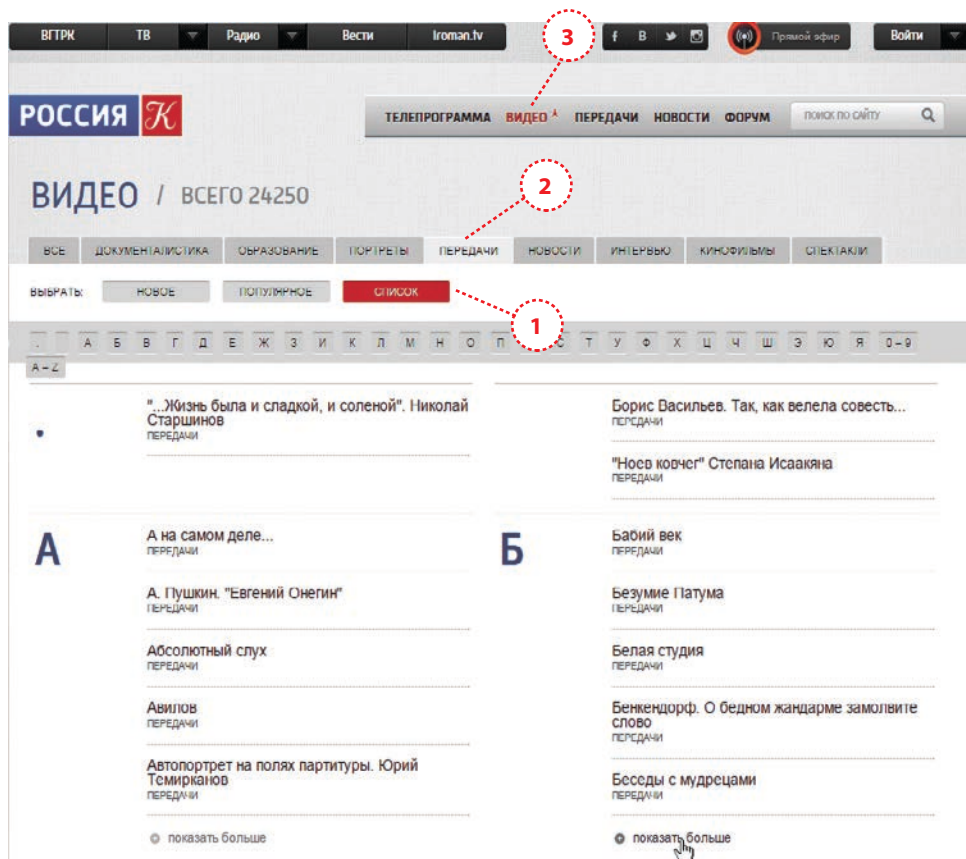 ВГТРК ТВ Радио Вести Iroman.tv 3 f В Прямой эфир Войти
РОССИЯ К
ТЕЛЕПРОГРАММА ВИДЕО ПЕРЕДАЧИ НОВОСТИ ФОРУМ ПОИСК ПО САЙТУ
ВИДЕО / ВСЕГО 24250
2
ВСЕ ДОКУМЕНТАЛИСТИКА ОБРАЗОВАНИЕ ПОРТРЕТЫ ПЕРЕДАЧИ НОВОСТИ ИНТЕРВЬЮ КИНОФИЛЬМЫ СПЕКТАКЛИ
ВЫБРАТЬ: НОВОЕ ПОПУЛЯРНОЕ СПИСОК
1
. А Б В Г Д Е Ж З И К Л М Н О П С Т У Ф Х Ц Ч Ш Э Ю Я 0-9
A-Z
.
"...Жизнь была и сладкой, и соленой". Николай
Старшинов
ПЕРЕДАЧИ
Борис Васильев. Так, как велела совесть...
ПЕРЕДАЧИ
"Ноев ковчег" Степана Исаакяна
ПЕРЕДАЧИ
А
А на самом деле...
ПЕРЕДАЧИ
А. Пушкин. "Евгений Онегин"
ПЕРЕДАЧИ
Абсолютный слух
ПЕРЕДАЧИ
Авилов
ПЕРЕДАЧИ
Автопортрет на полях партитуры. Юрий
Темирканов
ПЕРЕДАЧИ
показать больше
Б
Бабий век
ПЕРЕДАЧИ
Безумие Патума
ПЕРЕДАЧИ
Белая студия
ПЕРЕДАЧИ
Бенкендорф. О бедном жандарме замолвите
слово
ПЕРЕДАЧИ
Беседы с мудрецами
ПЕРЕДАЧИ
показать больше